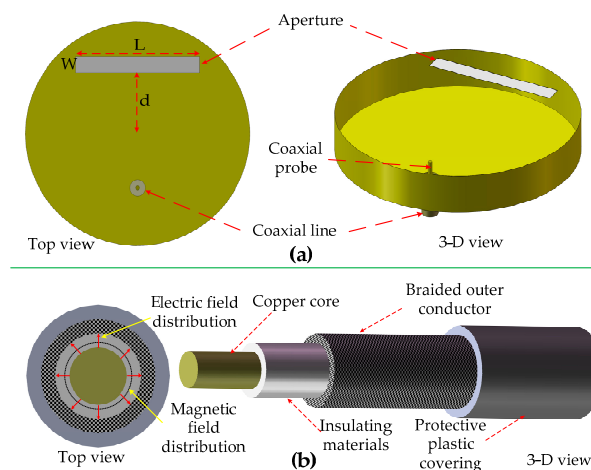 Aperture
L
W
d
Coaxial
probe
Coaxial line
Top view
(a)
3-D view
Electric field
distribution
Copper core
Braided outer
conductor
Magnetic
field
distribution
Insulating
materials
Protective
plastic
covering
Top view
(b)
3-D view